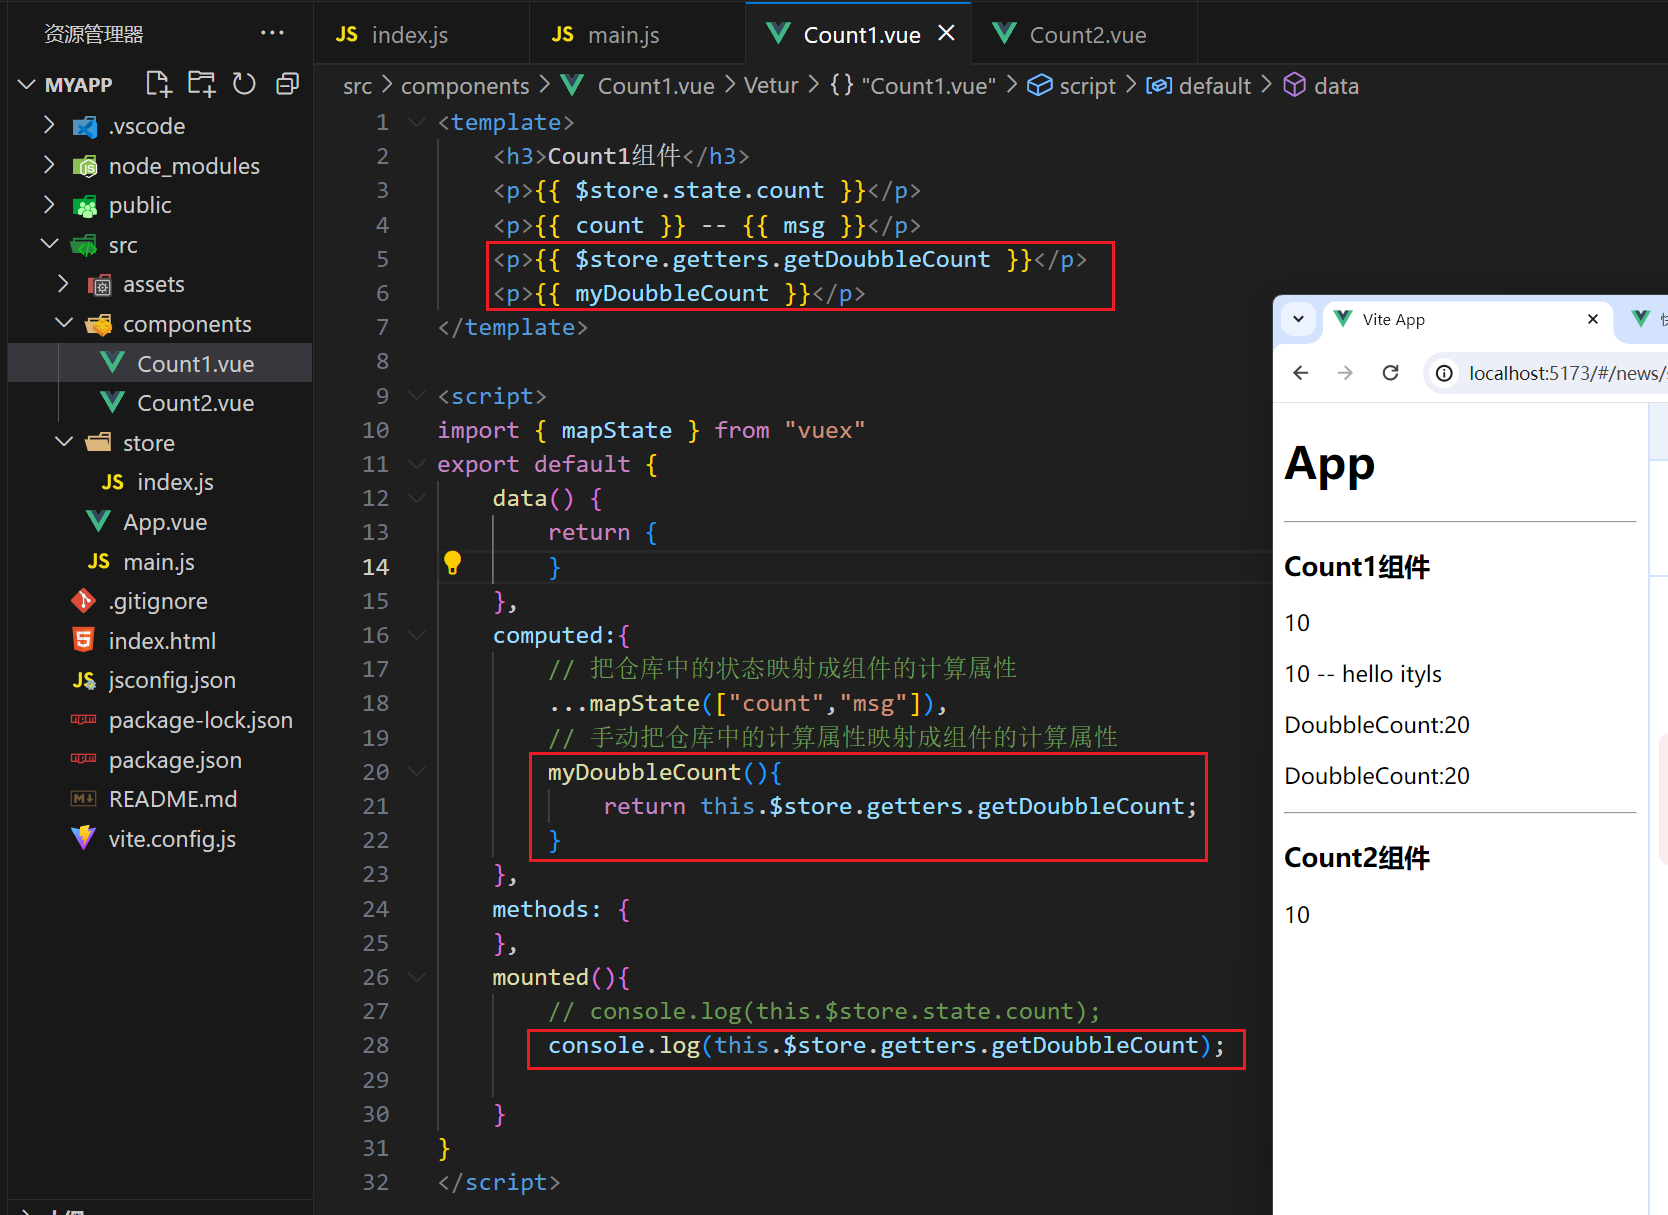 资源管理器 ···
MYAPP
.vscode
node_modules
public
src
assets
components
Count1.vue
Count2.vue
store
JS index.js
App.vue
JS main.js
.gitignore
index.html
JS jsconfig.json
package-lock.json
package.json
README.md
vite.config.js
JS index.js
JS main.js
Count1.vue
Count2.vue
src > components > Count1.vue > Vetur > {} "Count1.vue" > script > default > data
1 <template>
2 <h3>Count1组件</h3>
3 <p>{{ $store.state.count }}</p>
4 <p>{{ count }} -- {{ msg }}</p>
5 <p>{{ $store.getters.getDoubbleCount }}</p>
6 <p>{{ myDoubbleCount }}</p>
7 </template>
8
9 <script>
10 import { mapState } from "vuex"
11 export default {
12 data() {
13 return {
14 }
15 },
16 computed:{
17 // 把仓库中的状态映射成组件的计算属性
18 ...mapState(["count","msg"]),
19 // 手动把仓库中的计算属性映射成组件的计算属性
20 myDoubbleCount(){
21 return this.$store.getters.getDoubbleCount;
22 }
23 },
24 methods: {
25 },
26 mounted(){
27 // console.log(this.$store.state.count);
28 console.log(this.$store.getters.getDoubbleCount);
29
30 }
31 }
32 </script>
Vite App
localhost:5173/#/news/
App
Count1组件
10
10 -- hello ityls
DoubbleCount:20
DoubbleCount:20
Count2组件
10